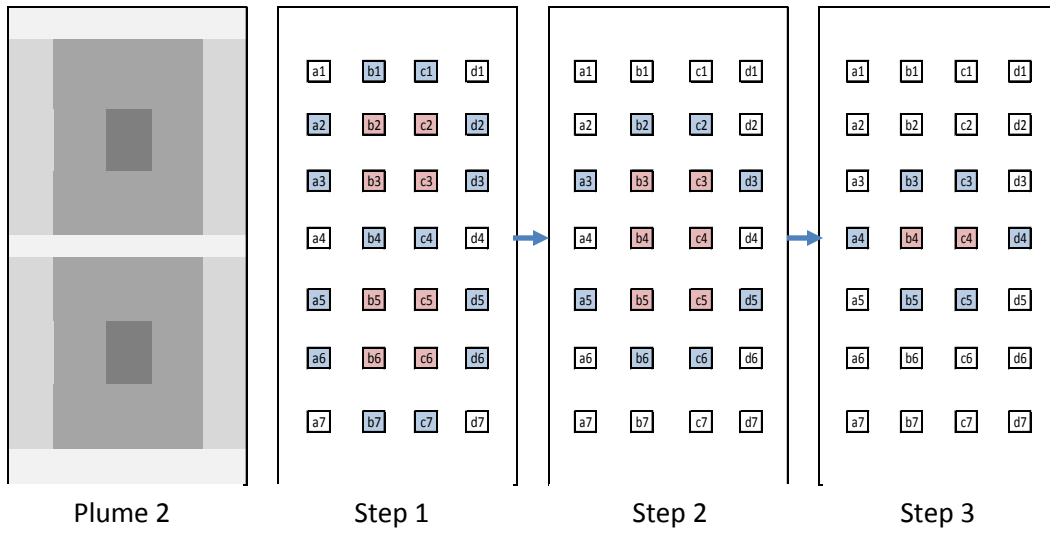 a1 b1 c1 d1 a1 b1 c1 d1 a1 b1 c1 d1
a2 b2 c2 d2 a2 b2 c2 d2 a2 b2 c2 d2
a3 b3 c3 d3 a3 b3 c3 d3 a3 b3 c3 d3
a4 b4 c4 d4 a4 b4 c4 d4 a4 b4 c4 d4
a5 b5 c5 d5 a5 b5 c5 d5 a5 b5 c5 d5
a6 b6 c6 d6 a6 b6 c6 d6 a6 b6 c6 d6
a7 b7 c7 d7 a7 b7 c7 d7 a7 b7 c7 d7
Plume 2 Step 1 Step 2 Step 3